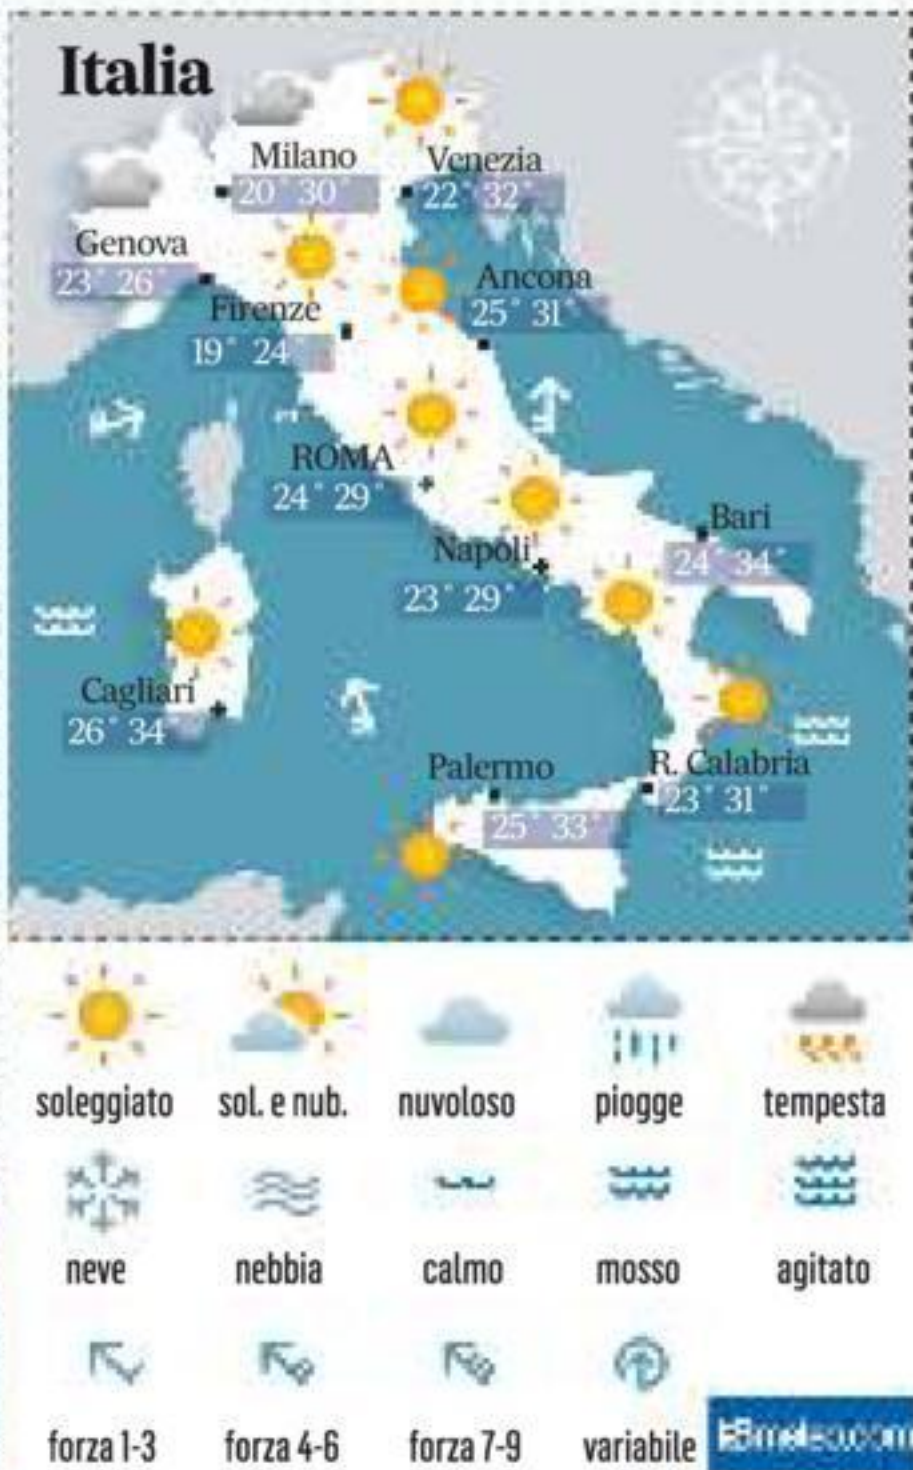 Italia
Milano
20° 30°
Venezia
22° 32°
Genova
23° 26°
Firenze
19° 24
Ancona
25° 31°
ROMA
24° 29°
Napoli
23° 29°
Bari
24° 34°
Cagliari
26° 34°
Palermo
25° 33°
R. Calabria
23° 31°
soleggiato sol. e nub. nuvoloso piogge tempesta
neve nebbia calmo mosso agitato
forza 1-3 forza 4-6 forza 7-9 variabile